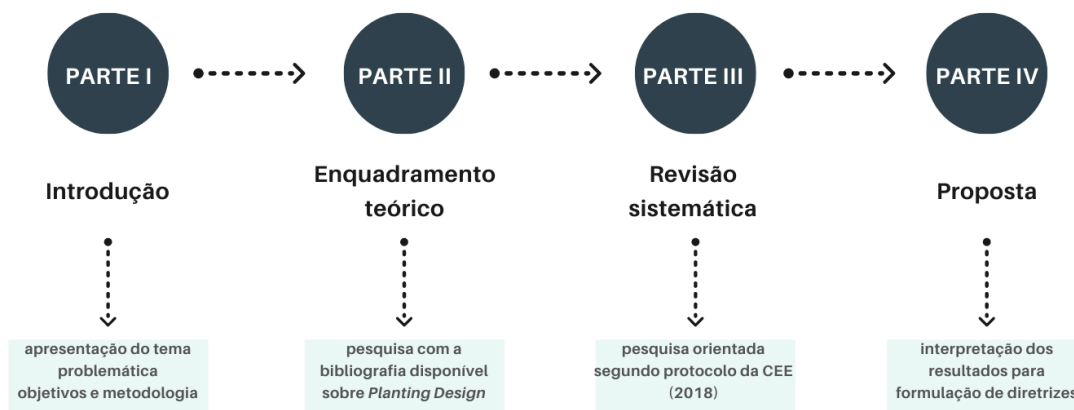 PARTE I
PARTE II
PARTE III
PARTE IV
Introdução
Enquadramento
teórico
Revisão
sistemática
Proposta
apresentação do tema
problemática
objetivos e metodologia
pesquisa com a
bibliografia disponível
sobre Planting Design
pesquisa orientada
segundo protocolo da CEE
(2018)
interpretação dos
resultados para
formulação de diretrizes